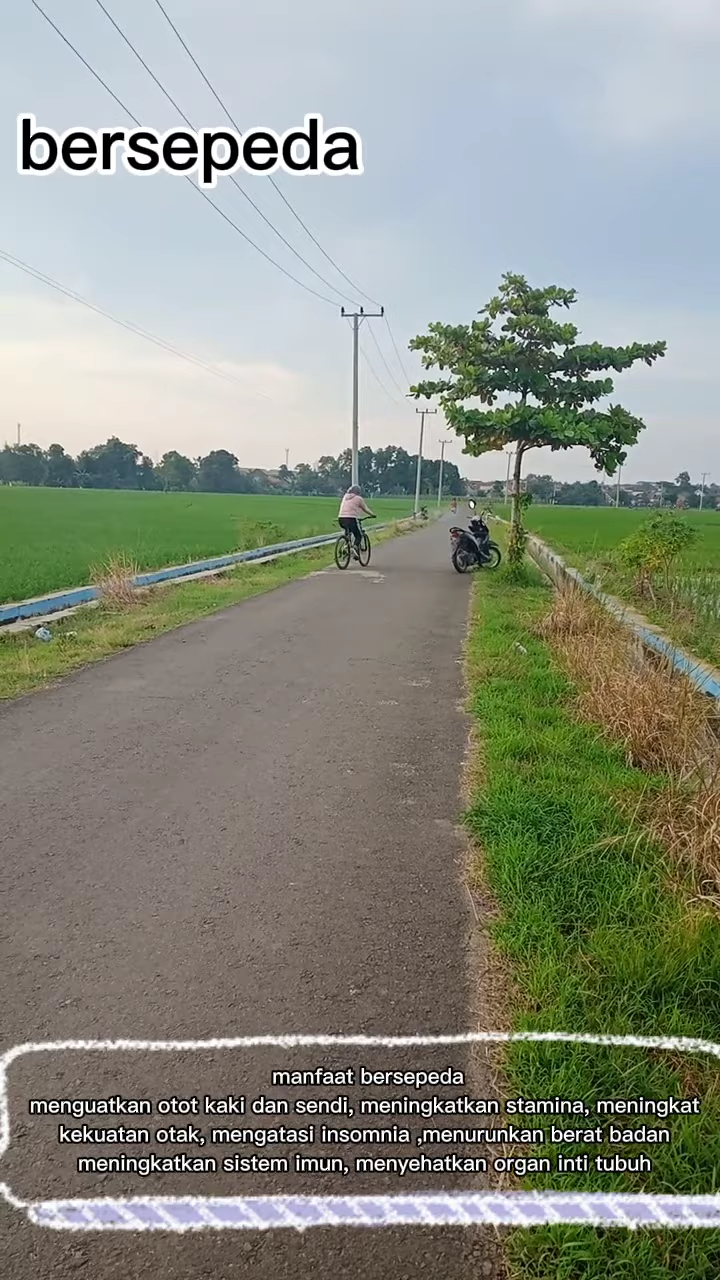 bersepeda
manfaat bersepeda
menguatkan otot kaki dan sendi, meningkatkan stamina, meningkat
kekuatan otak, mengatasi insomnia ,menurunkan berat badan
meningkatkan sistem imun, menyehatkan organ inti tubuh